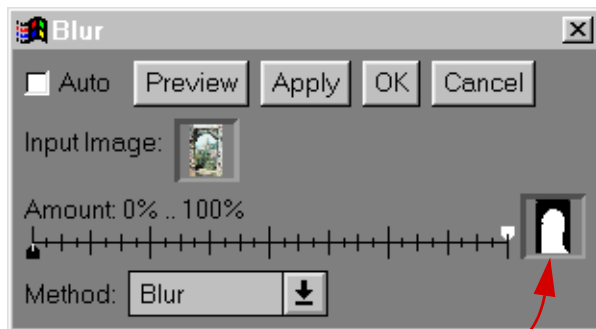 Blur
Auto Preview Apply OK Cancel
Input Image:
Amount: 0% .. 100%
Method: Blur